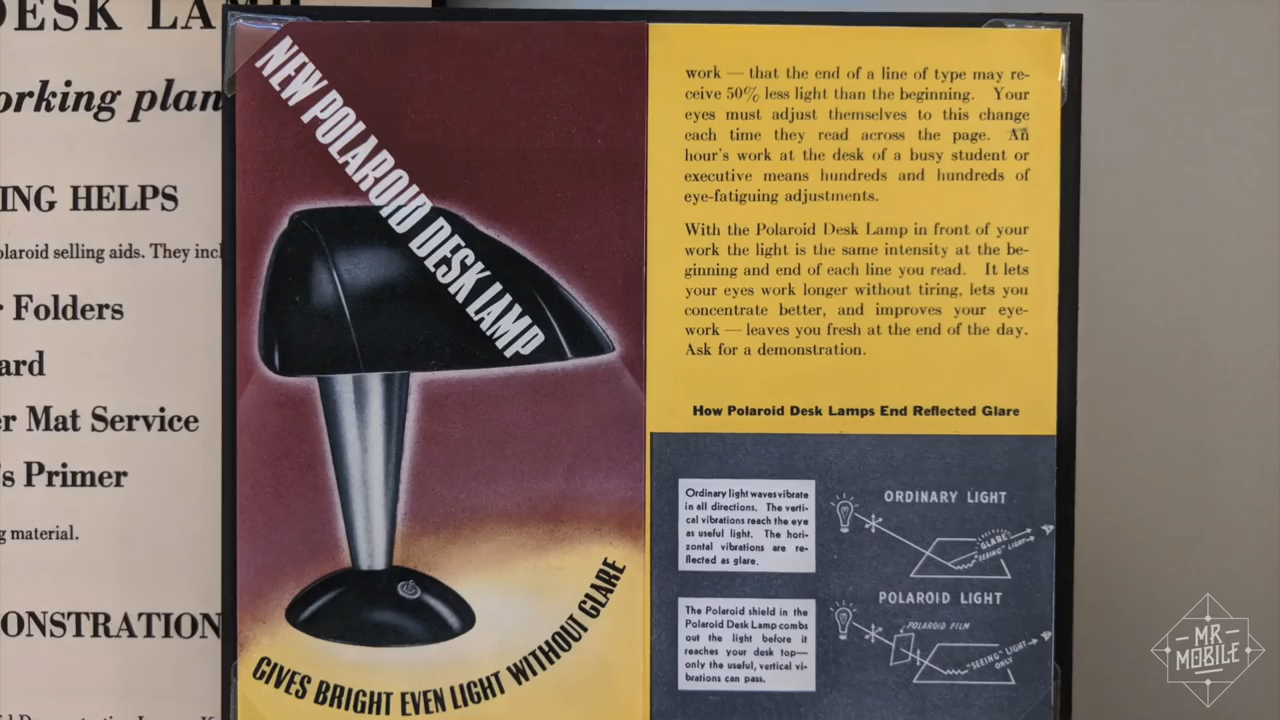 DESK LAMP
orking plan
ING HELPS
olaroid selling aids. They incl
r Folders
ard
er Mat Service
's Primer
g material.
ONSTRATION
NEW POLAROID DESK LAMP
GIVES BRIGHT EVEN LIGHT WITHOUT GLARE
work — that the end of a line of type may re-
ceive 50% less light than the beginning. Your
eyes must adjust themselves to this change
each time they read across the page. An
hour's work at the desk of a busy student or
executive means hundreds and hundreds of
eye-fatiguing adjustments.
With the Polaroid Desk Lamp in front of your
work the light is the same intensity at the be-
ginning and end of each line you read. It lets
your eyes work longer without tiring, lets you
concentrate better, and improves your eye-
work — leaves you fresh at the end of the day.
Ask for a demonstration.
How Polaroid Desk Lamps End Reflected Glare
Ordinary light waves vibrate
in all directions. The verti-
cal vibrations reach the eye
as useful light. The hori-
zontal vibrations are re-
flected as glare.
ORDINARY LIGHT
"GLARE"
"SEEING" LIGHT
The Polaroid shield in the
Polaroid Desk Lamp combs
out the light before it
reaches your desk top—
only the useful, vertical vi-
brations can pass.
POLAROID LIGHT
POLAROID FILM
"SEEING" LIGHT
ONLY
MR
MOBILE